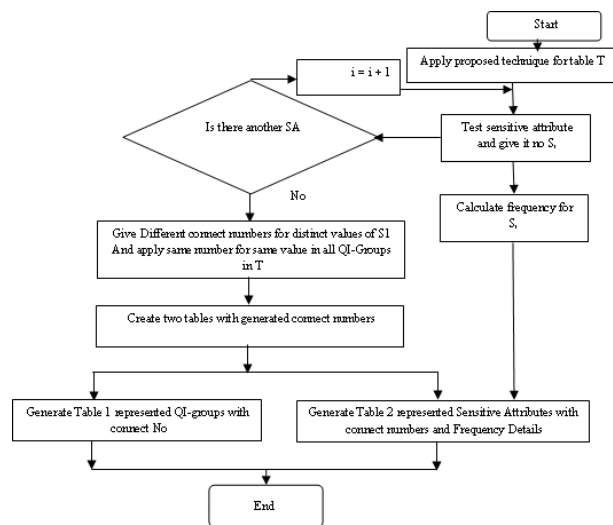 Start
Apply proposed technique for table T
i = i + 1
Is there another SA
Test sensitive attribute
and give it no Sᵢ
No
Calculate frequency for
Sᵢ
Give Different connect numbers for distinct values of S1
And apply same number for same value in all QI-Groups
in T
Create two tables with generated connect numbers
Generate Table 1 represented QI-groups with
connect No
Generate Table 2 represented Sensitive Attributes with
connect numbers and Frequency Details
End